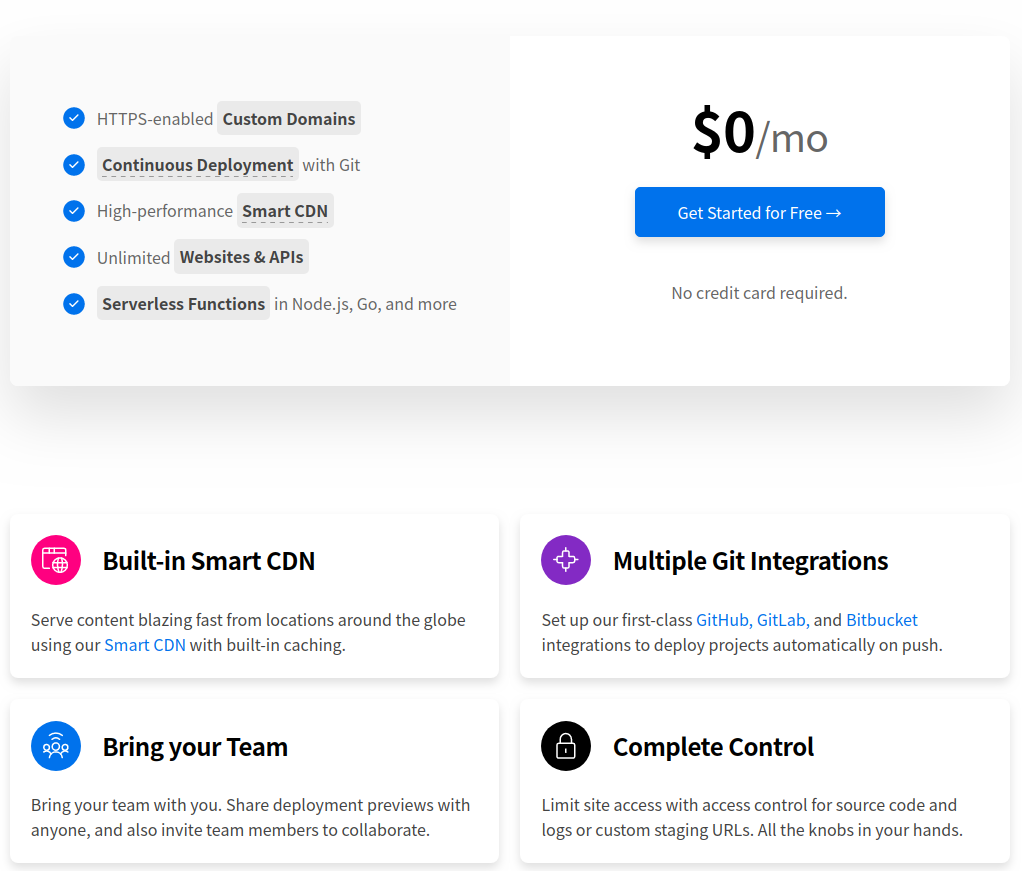 HTTPS-enabled Custom Domains
Continuous Deployment with Git
High-performance Smart CDN
Unlimited Websites & APIs
Serverless Functions in Node.js, Go, and more
$0/mo
Get Started for Free →
No credit card required.
Built-in Smart CDN
Serve content blazing fast from locations around the globe
using our Smart CDN with built-in caching.
Multiple Git Integrations
Set up our first-class GitHub, GitLab, and Bitbucket
integrations to deploy projects automatically on push.
Bring your Team
Bring your team with you. Share deployment previews with
anyone, and also invite team members to collaborate.
Complete Control
Limit site access with access control for source code and
logs or custom staging URLs. All the knobs in your hands.